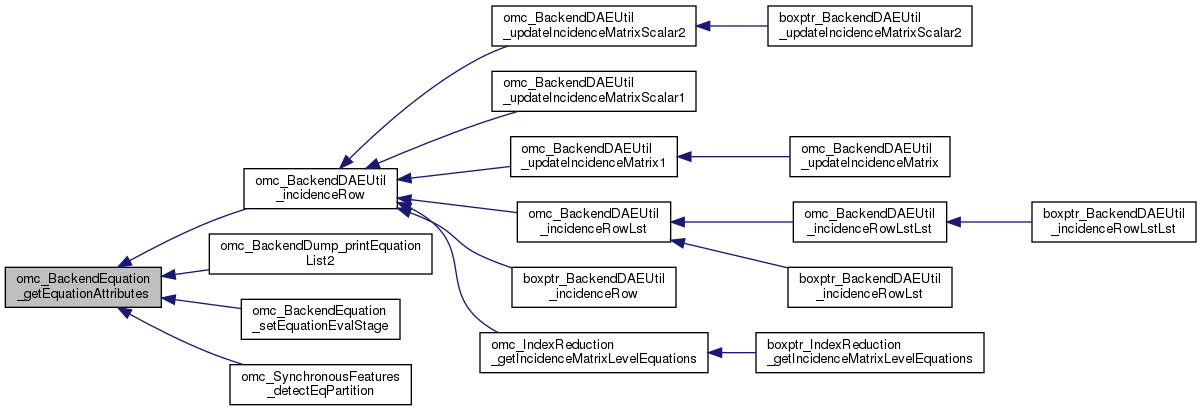 omc_BackendDAEUtil
_updateIncidenceMatrixScalar2
boxptr_BackendDAEUtil
_updateIncidenceMatrixScalar2
omc_BackendDAEUtil
_updateIncidenceMatrixScalar1
omc_BackendDAEUtil
_updateIncidenceMatrix1
omc_BackendDAEUtil
_updateIncidenceMatrix
omc_BackendDAEUtil
_incidenceRow
omc_BackendDAEUtil
_incidenceRowLst
omc_BackendDAEUtil
_incidenceRowLstLst
boxptr_BackendDAEUtil
_incidenceRowLstLst
omc_BackendDump_printEquation
List2
omc_BackendEquation
_getEquationAttributes
boxptr_BackendDAEUtil
_incidenceRow
boxptr_BackendDAEUtil
_incidenceRowLst
omc_BackendEquation
_setEquationEvalStage
omc_IndexReduction
_getIncidenceMatrixLevelEquations
boxptr_IndexReduction
_getIncidenceMatrixLevelEquations
omc_SynchronousFeatures
_detectEqPartition